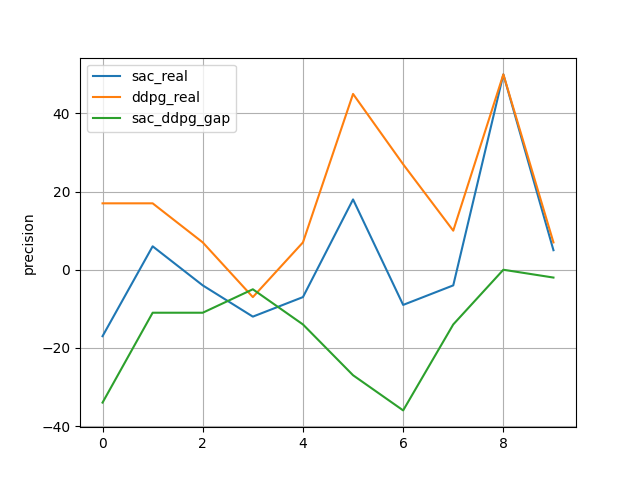 sac_real
ddpg_real
sac_ddpg_gap
precision
40
20
0
−20
−40
0 2 4 6 8